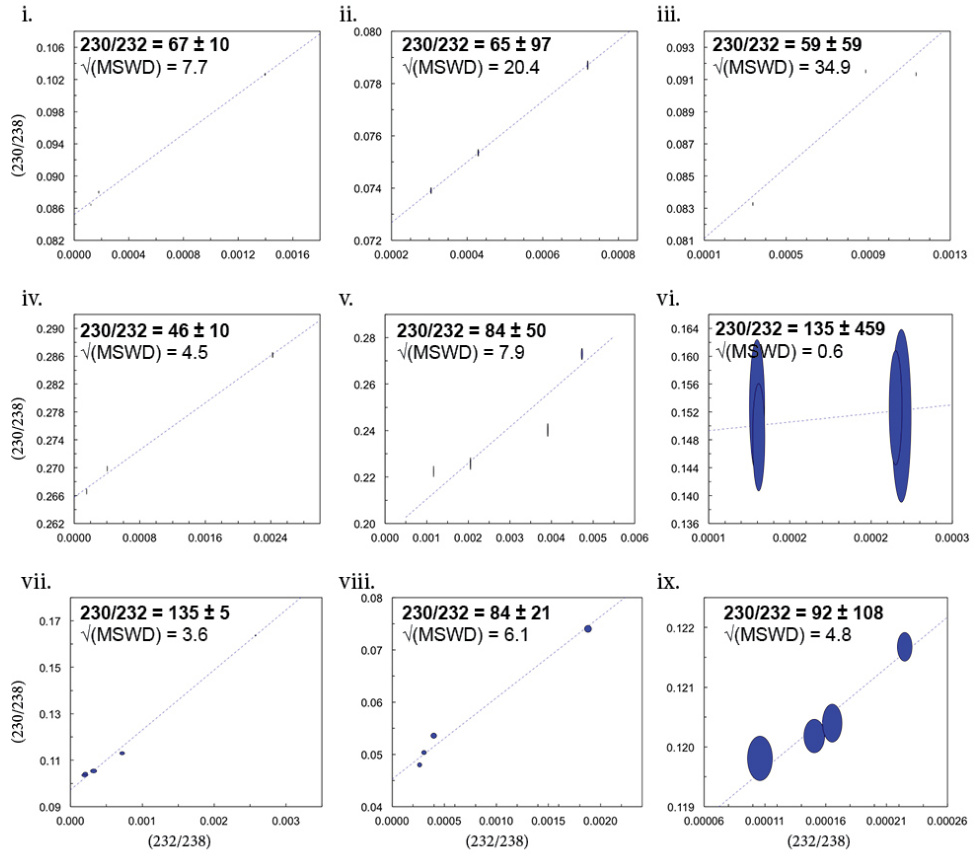 i.
230/232 = 67 ± 10
√(MSWD) = 7.7
0.106
0.102
0.098
0.094
0.090
0.086
0.082
(230/238)
0.0000 0.0004 0.0008 0.0012 0.0016
ii.
230/232 = 65 ± 97
√(MSWD) = 20.4
0.080
0.078
0.076
0.074
0.072
0.0002 0.0004 0.0006 0.0008
iii.
230/232 = 59 ± 59
√(MSWD) = 34.9
0.093
0.091
0.089
0.087
0.085
0.083
0.081
0.0001 0.0005 0.0009 0.0013
iv.
230/232 = 46 ± 10
√(MSWD) = 4.5
0.290
0.286
0.282
0.278
0.274
0.270
0.266
0.262
(230/238)
0.0000 0.0008 0.0016 0.0024
v.
230/232 = 84 ± 50
√(MSWD) = 7.9
0.28
0.26
0.24
0.22
0.20
0.000 0.001 0.002 0.003 0.004 0.005 0.006
vi.
230/232 = 135 ± 459
√(MSWD) = 0.6
0.164
0.160
0.156
0.152
0.148
0.144
0.140
0.136
0.0001 0.0002 0.0002 0.0003
vii.
230/232 = 135 ± 5
√(MSWD) = 3.6
0.17
0.15
0.13
0.11
0.09
(230/238)
0.000 0.001 0.002 0.003
(232/238)
viii.
230/232 = 84 ± 21
√(MSWD) = 6.1
0.08
0.07
0.06
0.05
0.04
0.0000 0.0005 0.0010 0.0015 0.0020
(232/238)
ix.
230/232 = 92 ± 108
√(MSWD) = 4.8
0.122
0.121
0.120
0.119
0.00006 0.00011 0.00016 0.00021 0.00026
(232/238)